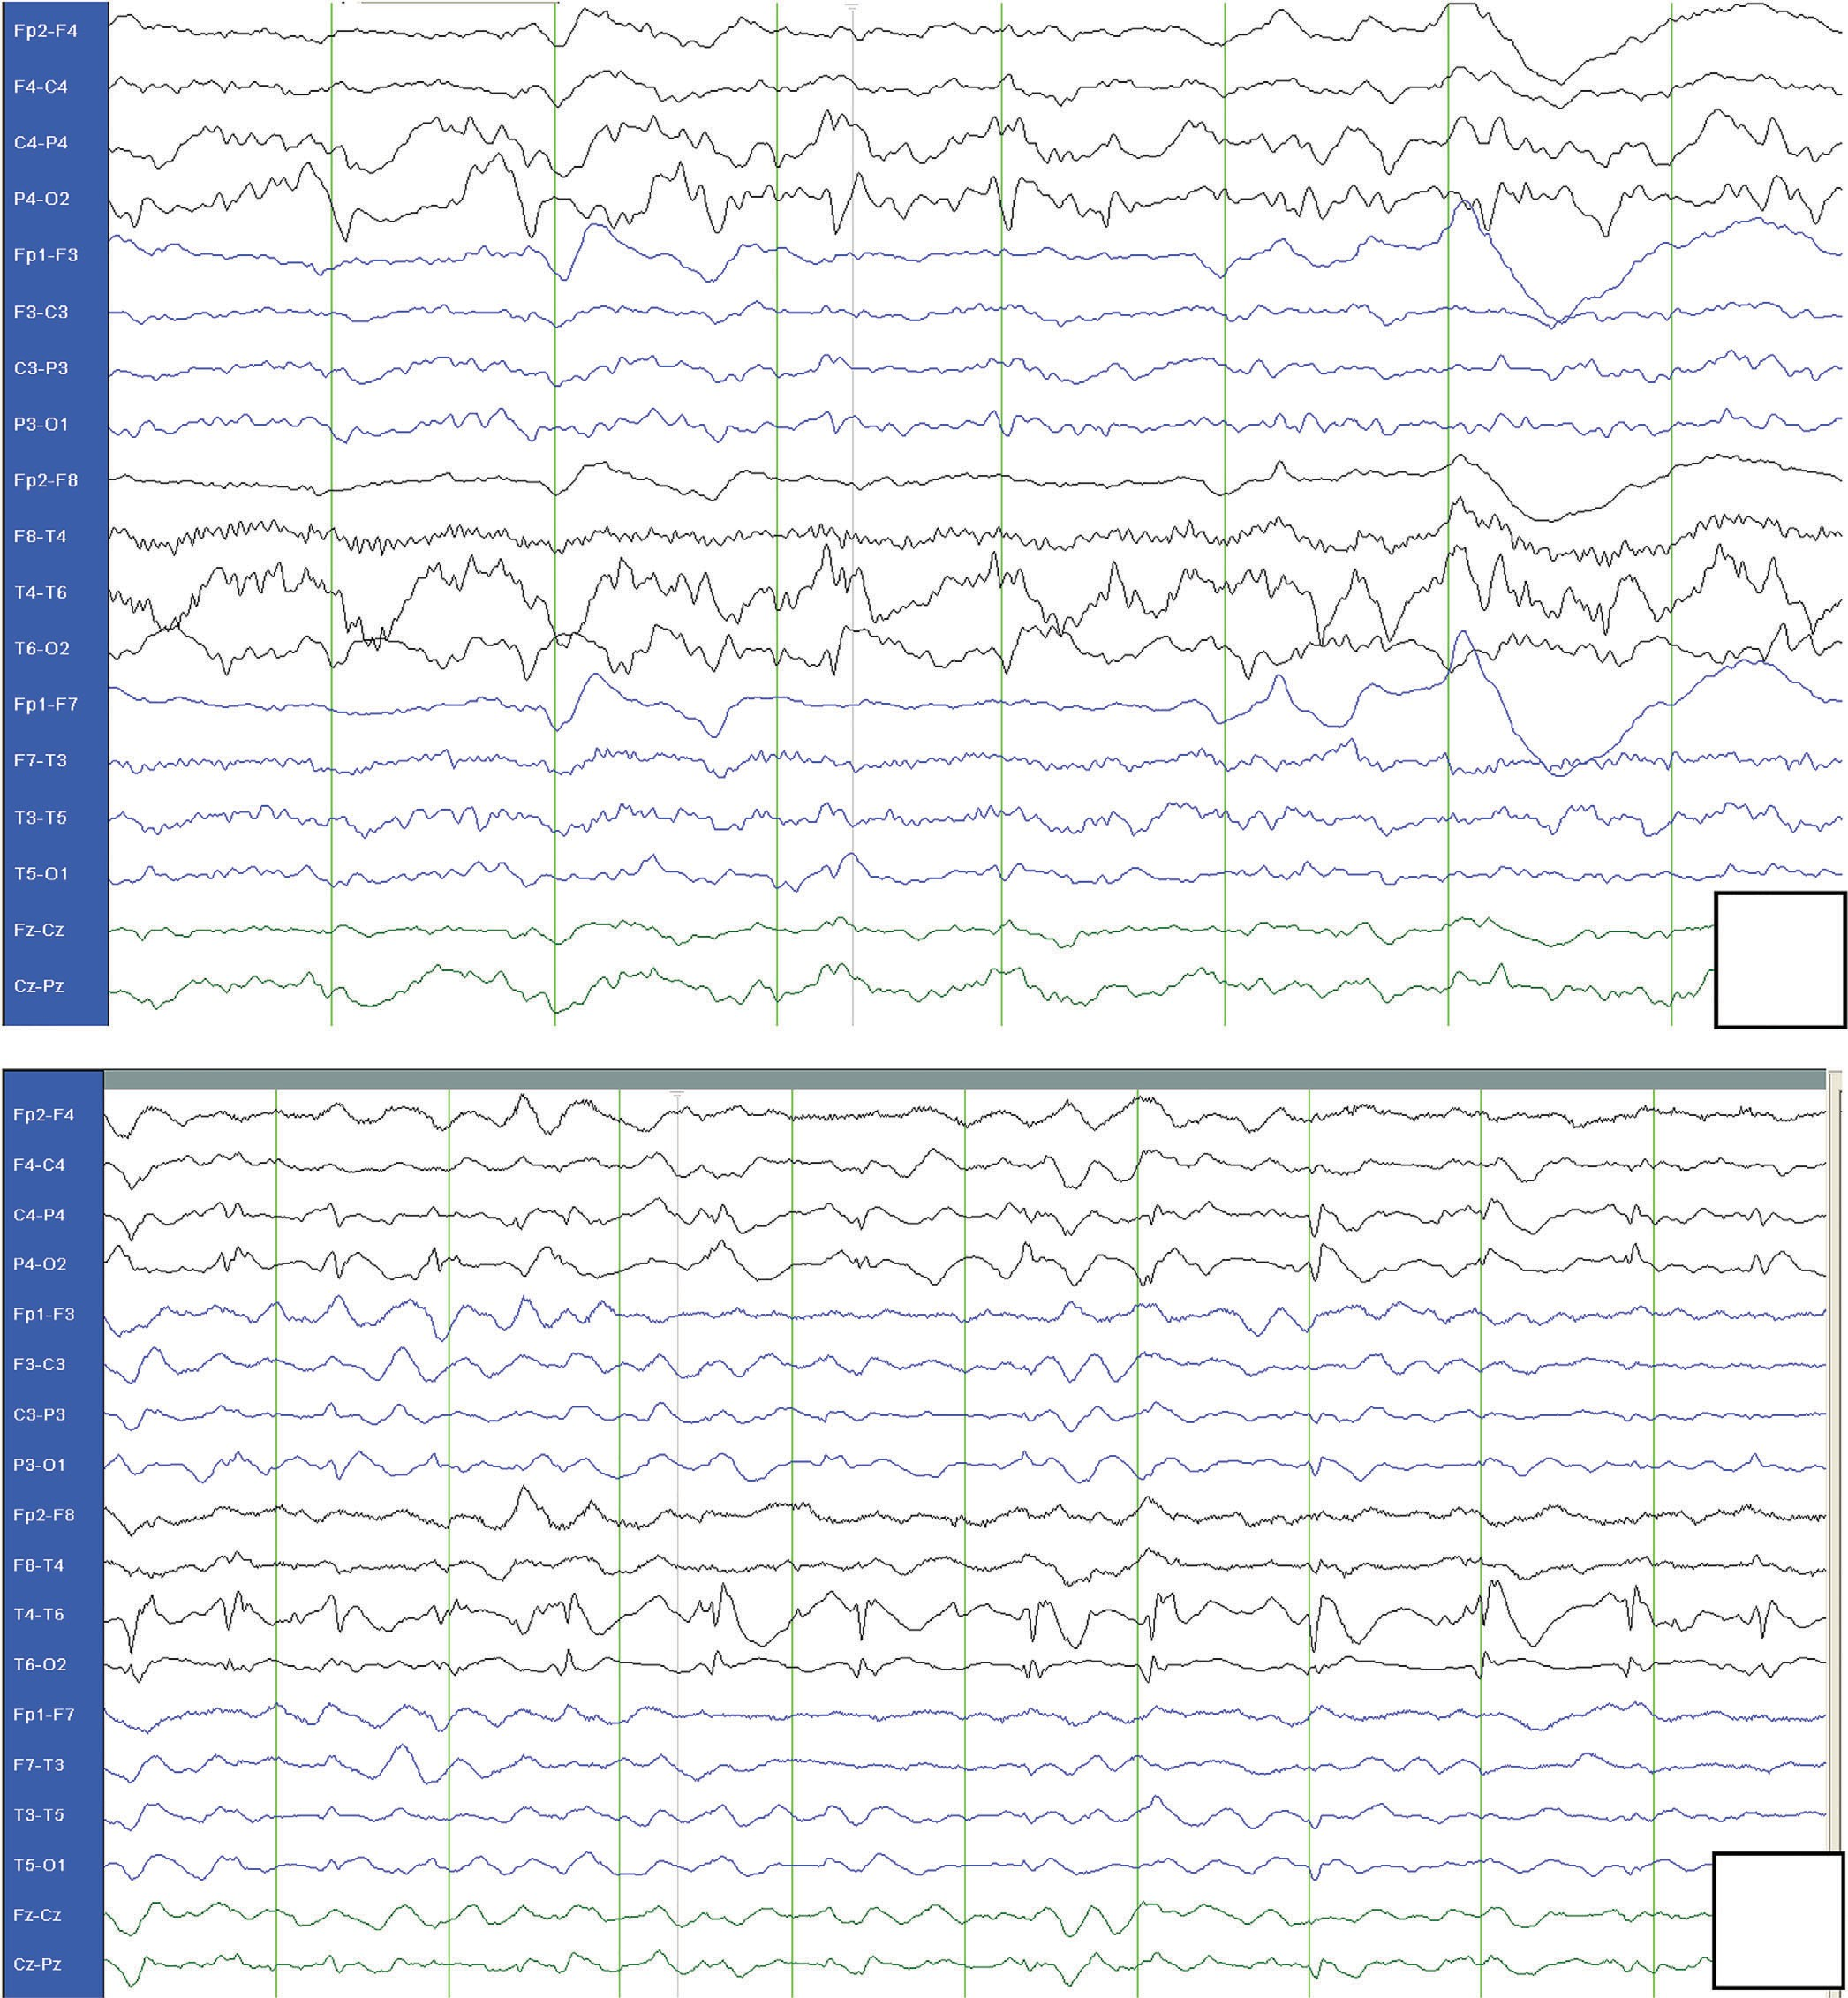 Fp2-F4
F4-C4
C4-P4
P4-O2
Fp1-F3
F3-C3
C3-P3
P3-O1
Fp2-F8
F8-T4
T4-T6
T6-O2
Fp1-F7
F7-T3
T3-T5
T5-O1
Fz-Cz
Cz-Pz
Fp2-F4
F4-C4
C4-P4
P4-O2
Fp1-F3
F3-C3
C3-P3
P3-O1
Fp2-F8
F8-T4
T4-T6
T6-O2
Fp1-F7
F7-T3
T3-T5
T5-O1
Fz-Cz
Cz-Pz